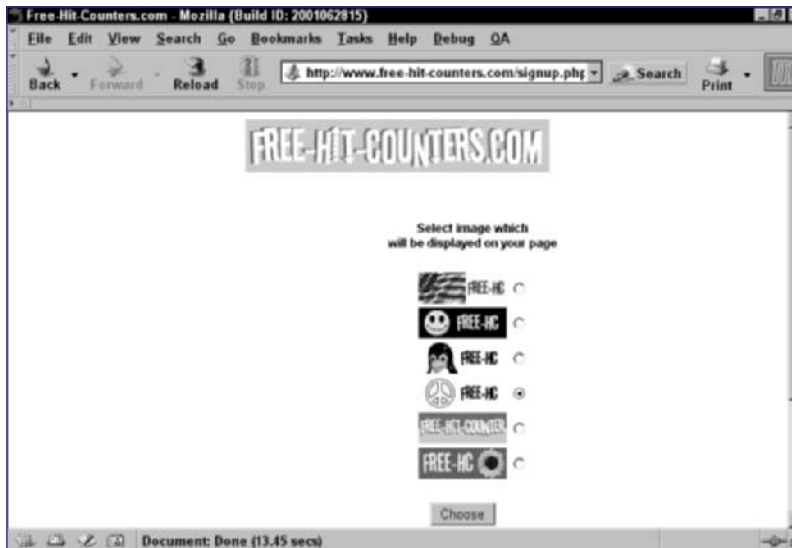 Free-Hit-Counters.com - Mozilla {Build ID: 2001062815}
File Edit View Search Go Bookmarks Tasks Help Debug QA
Back Forward Reload Stop http://www.free-hit-counters.com/signup.php Search Print
FREE-HIT-COUNTERS.COM
Select image which
will be displayed on your page
FREE-HC
FREE-HC
FREE-HC
FREE-HC
FREE-HIT-COUNTER
FREE-HC
Choose
Document: Done (13.45 secs)